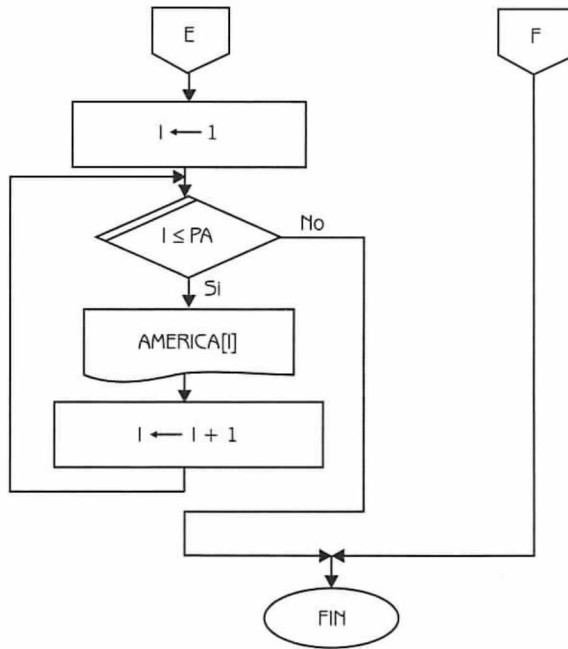 E
F
I ← 1
I ≤ PA
No
Si
AMERICA[I]
I ← I + 1
FIN